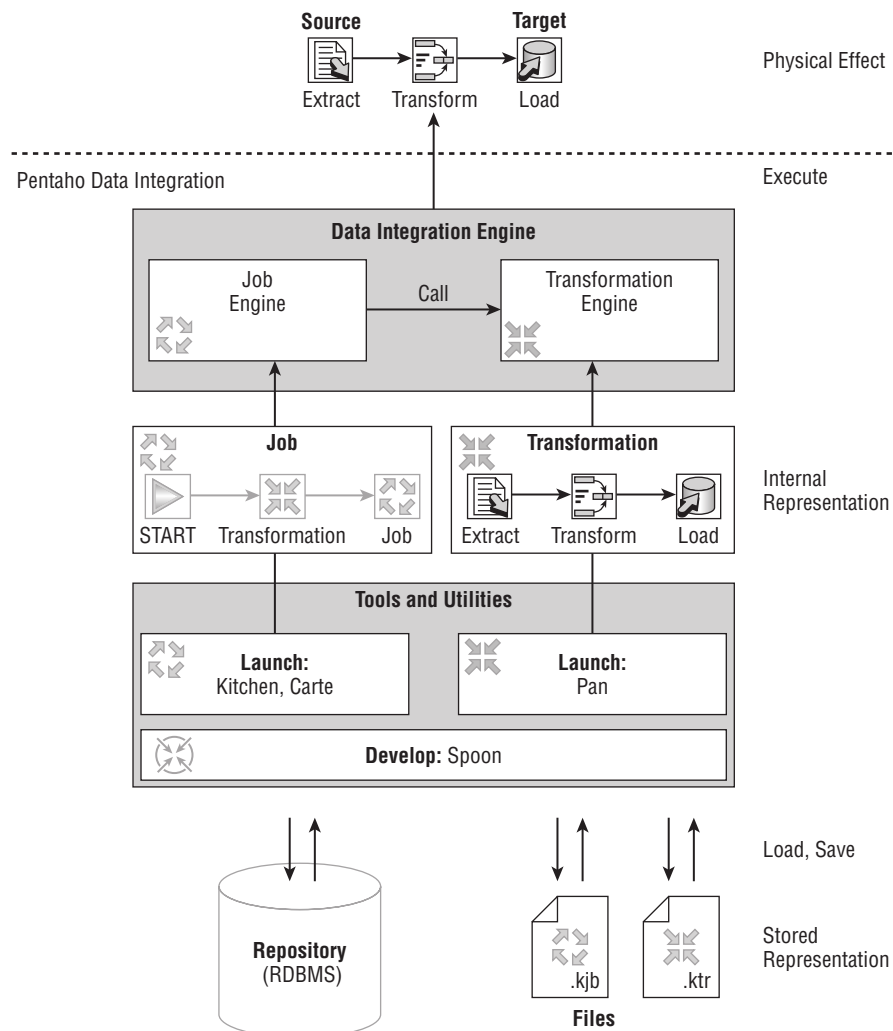 Source
Target
Physical Effect
Extract
Transform
Load
Pentaho Data Integration
Execute
Data Integration Engine
Job
Engine
Call
Transformation
Engine
Job
START
Transformation
Job
Transformation
Extract
Transform
Load
Internal
Representation
Tools and Utilities
Launch:
Kitchen, Carte
Launch:
Pan
Develop: Spoon
Load, Save
Repository
(RDBMS)
.kjb
.ktr
Files
Stored
Representation